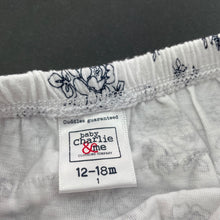 Cuddles guaranteed
baby
Charlie
&me
CLOTHING COMPANY
12-18m
1